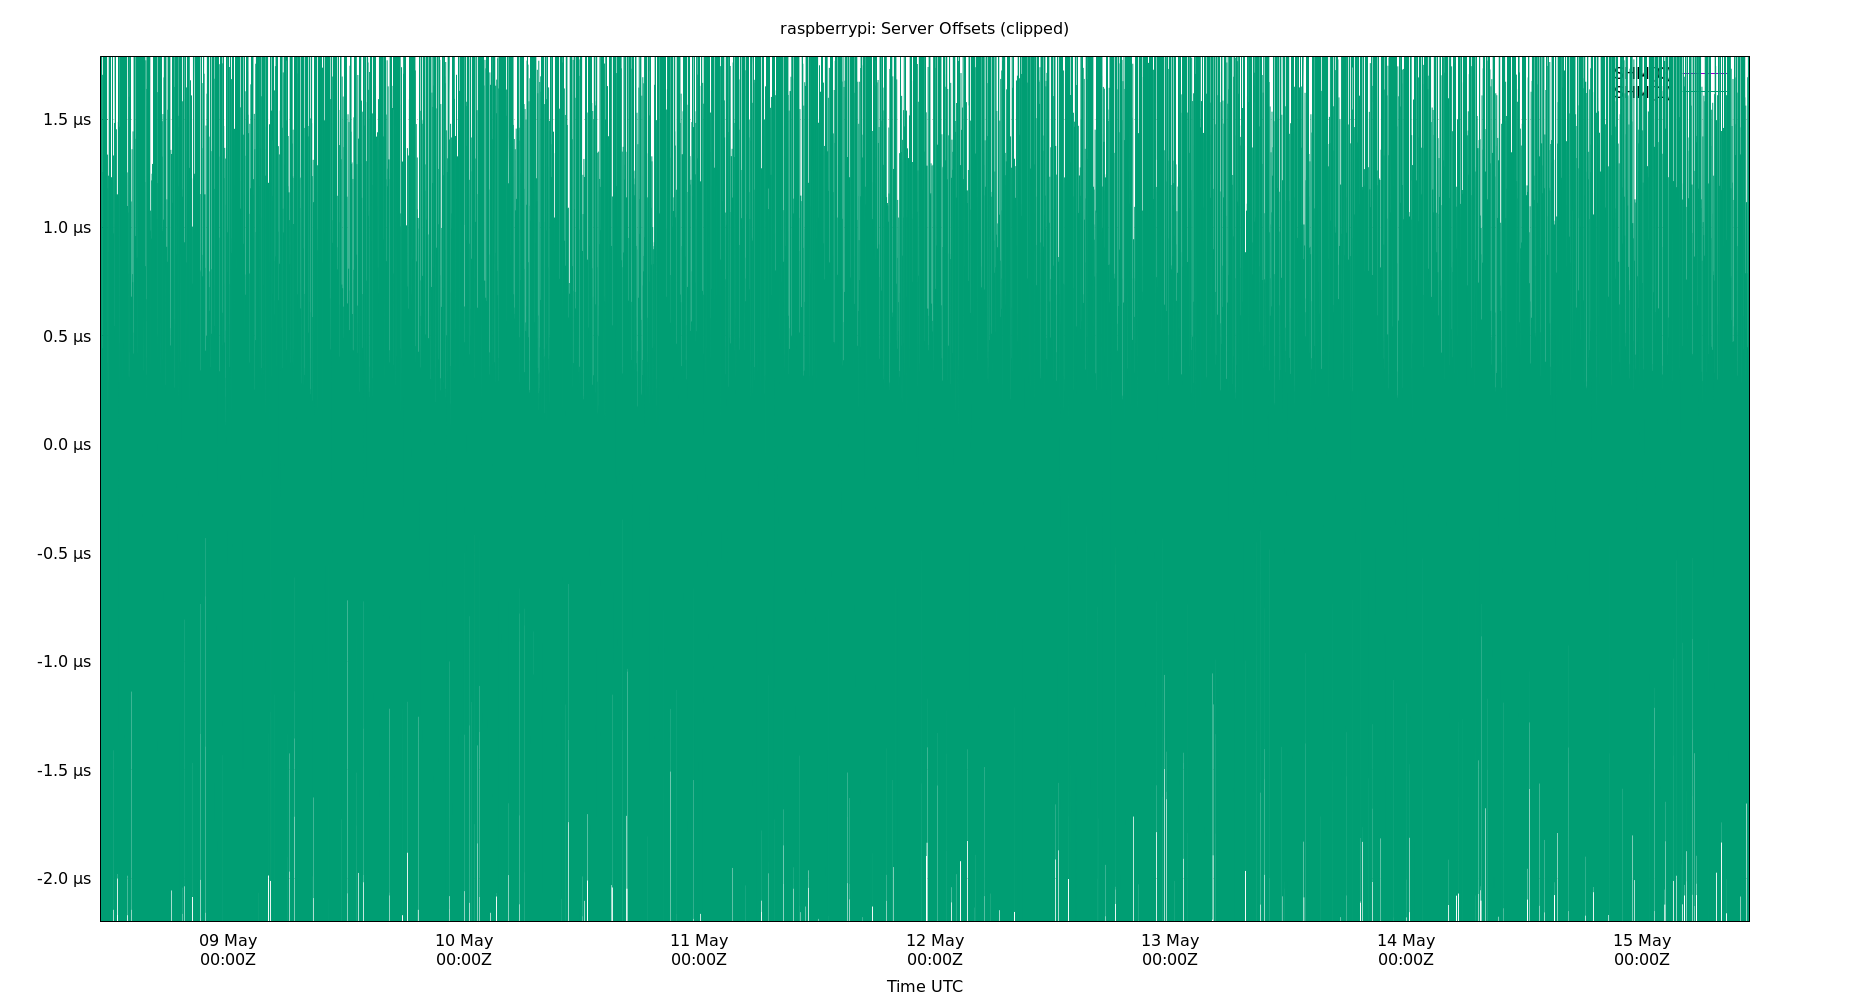 raspberrypi: Server Offsets (clipped)
1.5 µs
1.0 µs
0.5 µs
0.0 µs
-0.5 µs
-1.0 µs
-1.5 µs
-2.0 µs
09 May 10 May 11 May 12 May 13 May 14 May 15 May
00:00Z 00:00Z 00:00Z 00:00Z 00:00Z 00:00Z 00:00Z
Time UTC